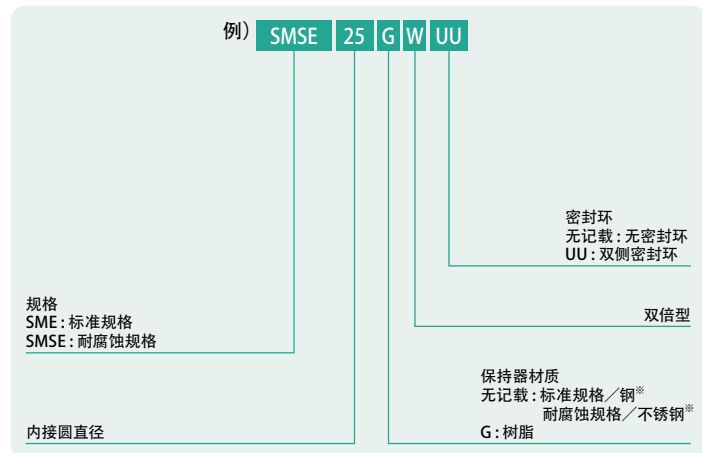 例） SMSE 25 G W UU
密封环
无记载：无密封环
UU：双侧密封环
规格
SME：标准规格
SMSE：耐腐蚀规格
双倍型
保持器材质
无记载：标准规格／钢※
耐腐蚀规格／不锈钢※
G：树脂
内接圆直径